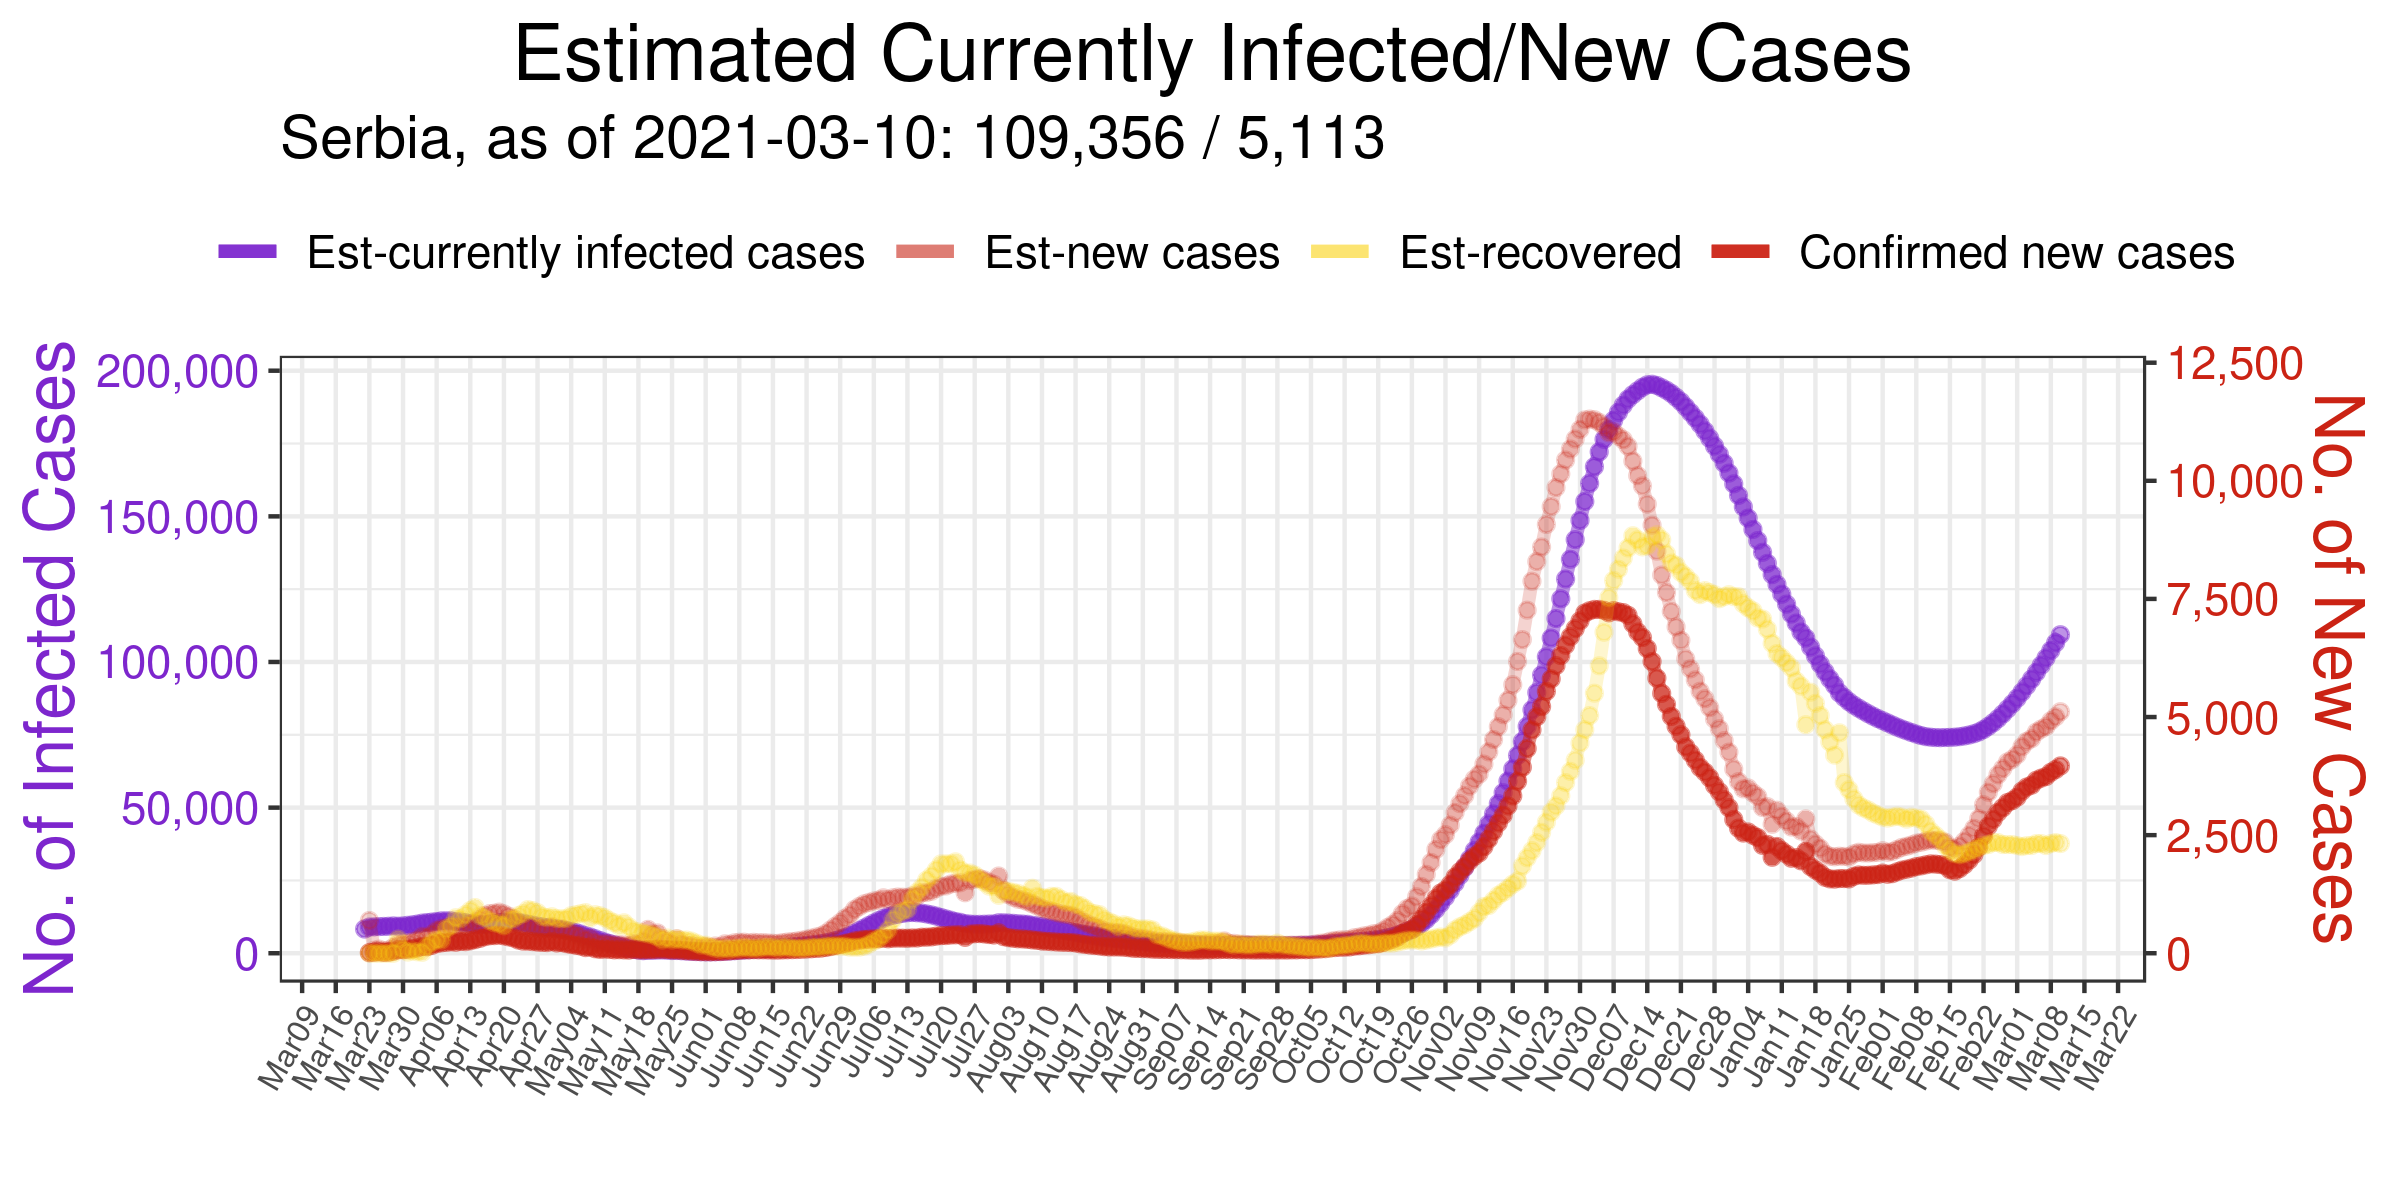 Estimated Currently Infected/New Cases
Serbia, as of 2021-03-10: 109,356 / 5,113
Est-currently infected cases Est-new cases Est-recovered Confirmed new cases
No. of Infected Cases
200,000
150,000
100,000
50,000
0
12,500
10,000
7,500
5,000
2,500
0
No. of New Cases
Mar09 Mar16 Mar23 Mar30 Apr06 Apr13 Apr20 Apr27 May04 May11 May18 May25 Jun01 Jun08 Jun15 Jun22 Jun29 Jul06 Jul13 Jul20 Jul27 Aug03 Aug10 Aug17 Aug24 Aug31 Sep07 Sep14 Sep21 Sep28 Oct05 Oct12 Oct19 Oct26 Nov02 Nov09 Nov16 Nov23 Nov30 Dec07 Dec14 Dec21 Dec28 Jan04 Jan11 Jan18 Jan25 Feb01 Feb08 Feb15 Feb22 Mar01 Mar08 Mar15 Mar22